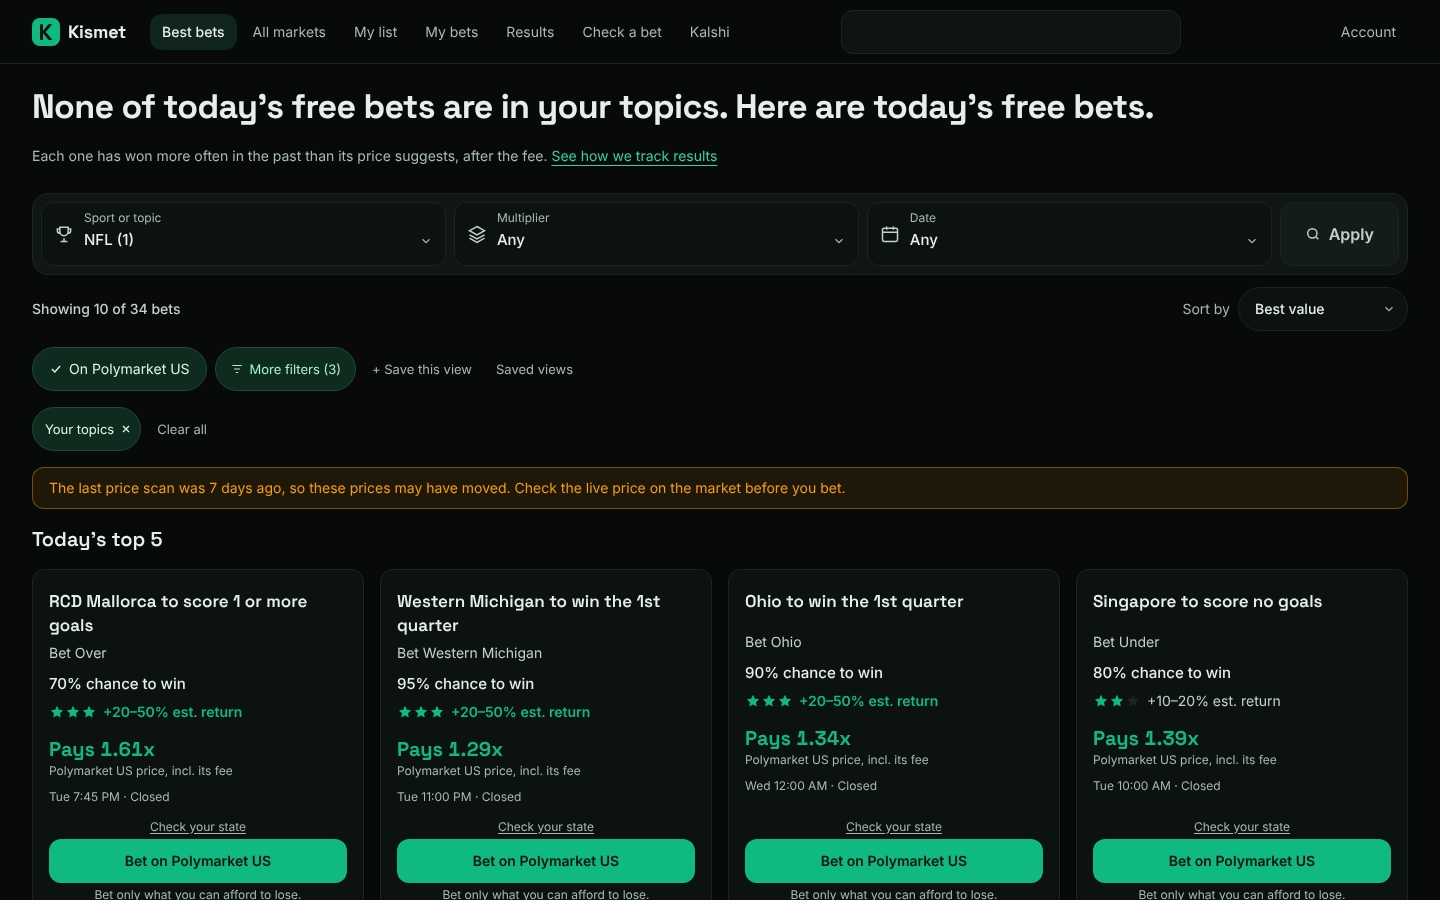 K Kismet Best bets All markets My list My bets Results Check a bet Kalshi Account
None of today's free bets are in your topics. Here are today's free bets.
Each one has won more often in the past than its price suggests, after the fee. See how we track results
Sport or topic
NFL (1)
Multiplier
Any
Date
Any
Apply
Showing 10 of 34 bets
Sort by Best value
On Polymarket US More filters (3) + Save this view Saved views
Your topics × Clear all
The last price scan was 7 days ago, so these prices may have moved. Check the live price on the market before you bet.
Today's top 5
RCD Mallorca to score 1 or more
goals
Bet Over
70% chance to win
+20–50% est. return
Pays 1.61x
Polymarket US price, incl. its fee
Tue 7:45 PM · Closed
Check your state
Bet on Polymarket US
Bet only what you can afford to lose.
Western Michigan to win the 1st
quarter
Bet Western Michigan
95% chance to win
+20–50% est. return
Pays 1.29x
Polymarket US price, incl. its fee
Tue 11:00 PM · Closed
Check your state
Bet on Polymarket US
Bet only what you can afford to lose.
Ohio to win the 1st quarter
Bet Ohio
90% chance to win
+20–50% est. return
Pays 1.34x
Polymarket US price, incl. its fee
Wed 12:00 AM · Closed
Check your state
Bet on Polymarket US
Bet only what you can afford to lose.
Singapore to score no goals
Bet Under
80% chance to win
+10–20% est. return
Pays 1.39x
Polymarket US price, incl. its fee
Tue 10:00 AM · Closed
Check your state
Bet on Polymarket US
Bet only what you can afford to lose.